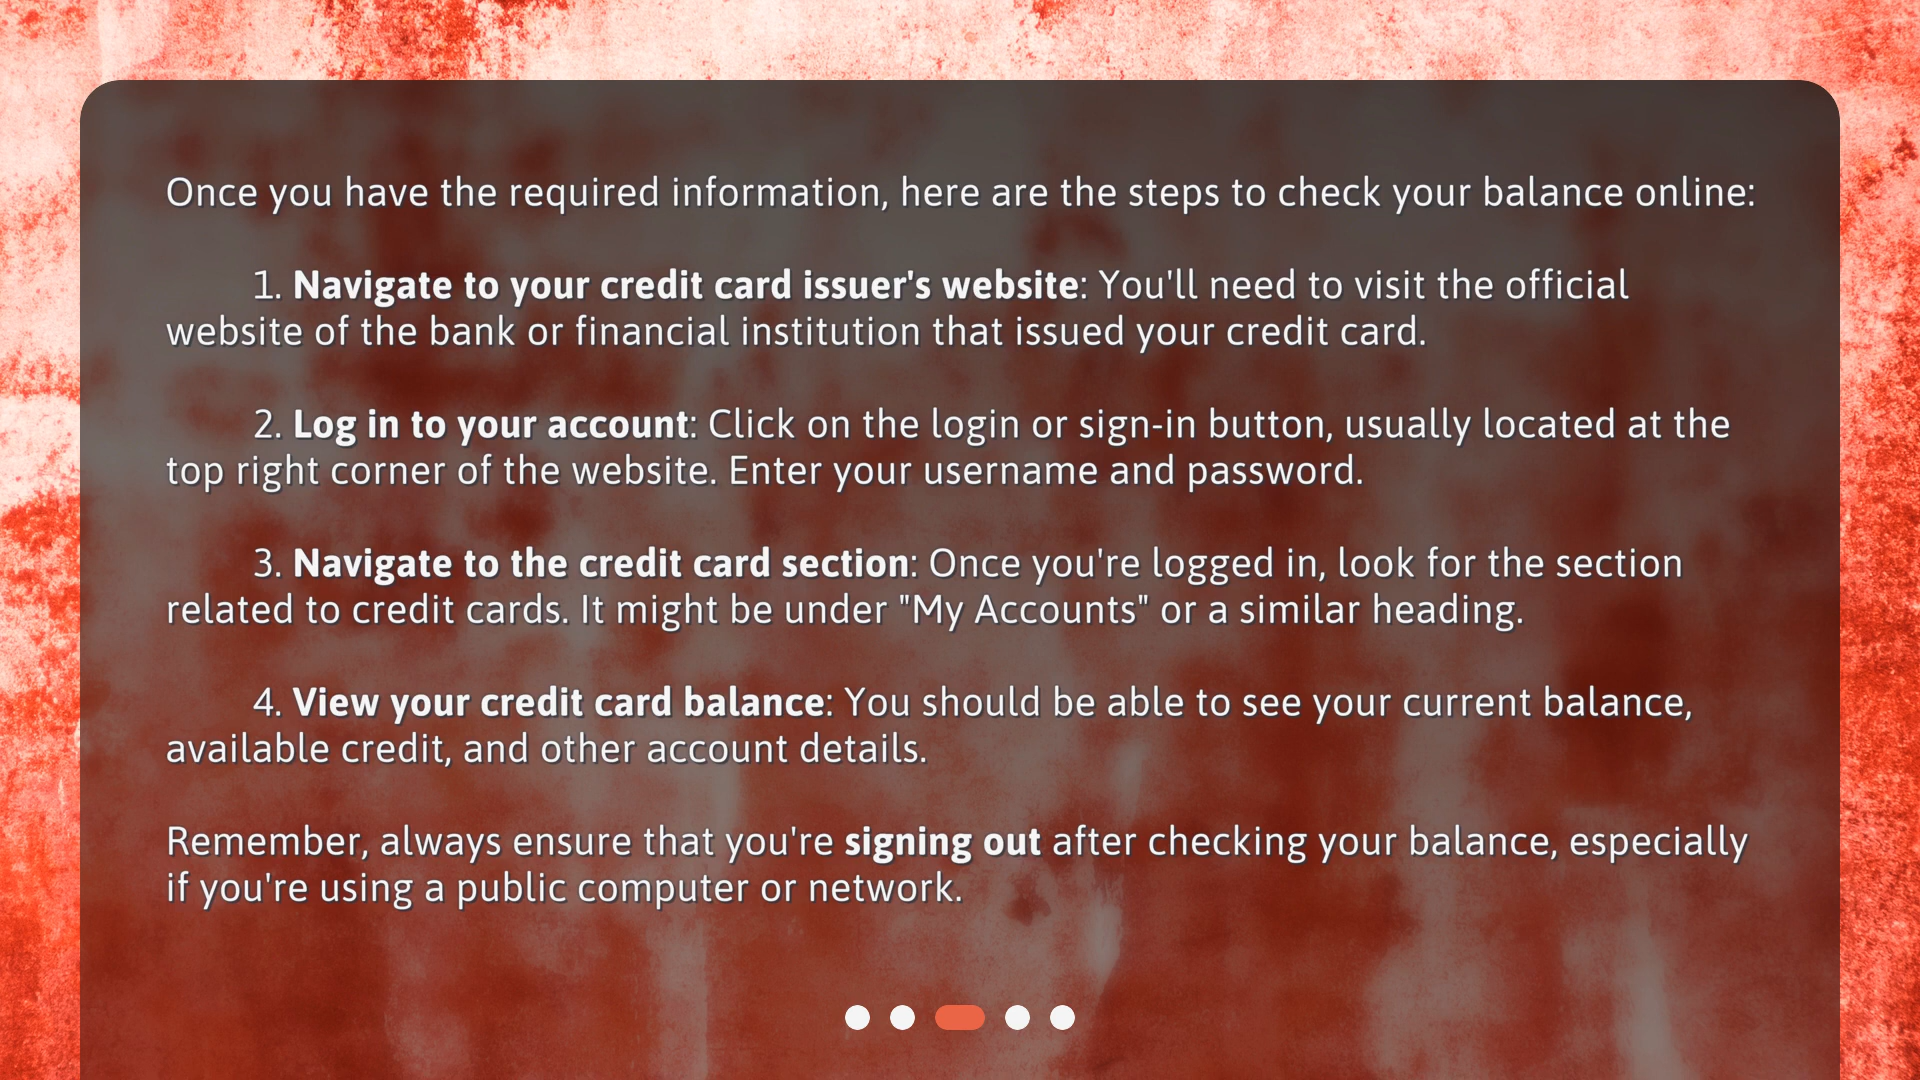 Once you have the required information, here are the steps to check your balance online:
1. Navigate to your credit card issuer's website: You'll need to visit the official
website of the bank or financial institution that issued your credit card.
2. Log in to your account: Click on the login or sign-in button, usually located at the
top right corner of the website. Enter your username and password.
3. Navigate to the credit card section: Once you're logged in, look for the section
related to credit cards. It might be under "My Accounts" or a similar heading.
4. View your credit card balance: You should be able to see your current balance,
available credit, and other account details.
Remember, always ensure that you're signing out after checking your balance, especially
if you're using a public computer or network.